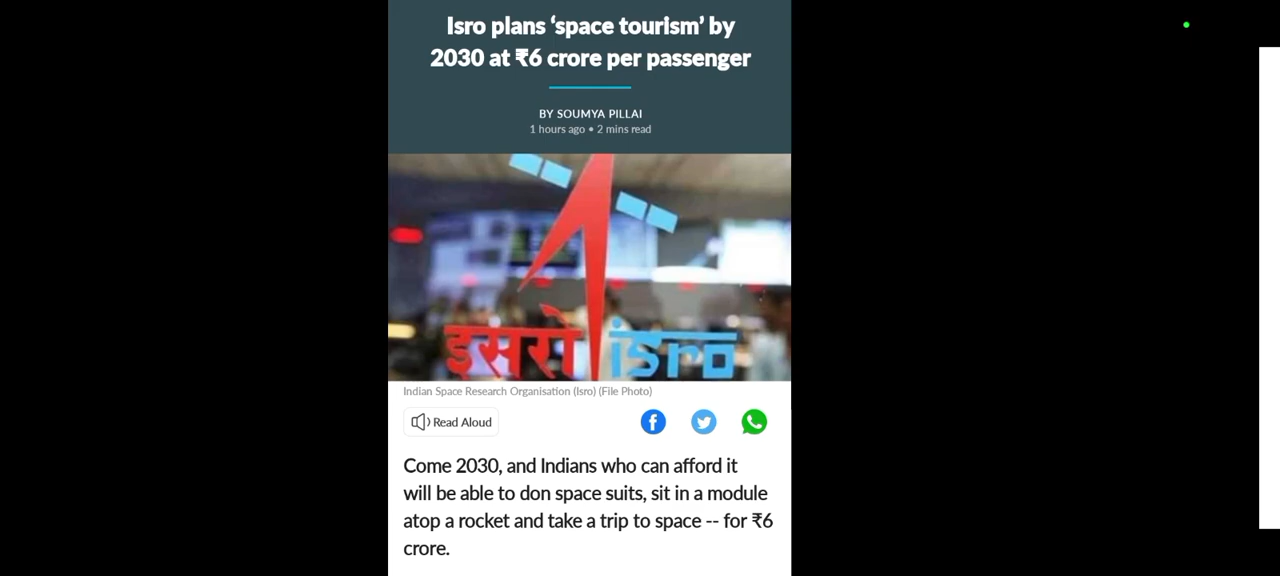 Isro plans ‘space tourism’ by
2030 at ₹6 crore per passenger
BY SOUMYA PILLAI
1 hours ago • 2 mins read
इसरो isro
Indian Space Research Organisation (Isro) (File Photo)
Read Aloud
Come 2030, and Indians who can afford it
will be able to don space suits, sit in a module
atop a rocket and take a trip to space -- for ₹6
crore.